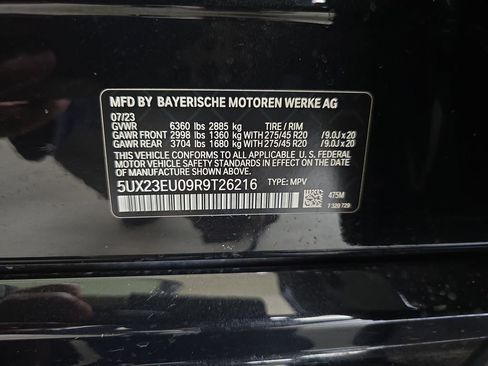 MFD BY BAYERISCHE MOTOREN WERKE AG
07/23
GVWR 6360 lbs 2885 kg TIRE / RIM
GAWR FRONT 2998 lbs 1360 kg WITH 275/45 R20 /9.0J x 20
GAWR REAR 3704 lbs 1680 kg WITH 275/45 R20 /9.0J x 20
THIS VEHICLE CONFORMS TO ALL APPLICABLE U. S. FEDERAL
MOTOR VEHICLE SAFETY STANDARDS IN EFFECT ON THE DATE OF
MANUFACTURE SHOWN ABOVE.
5UX23EU09R9T26216 TYPE: MPV
475M
7 320 729